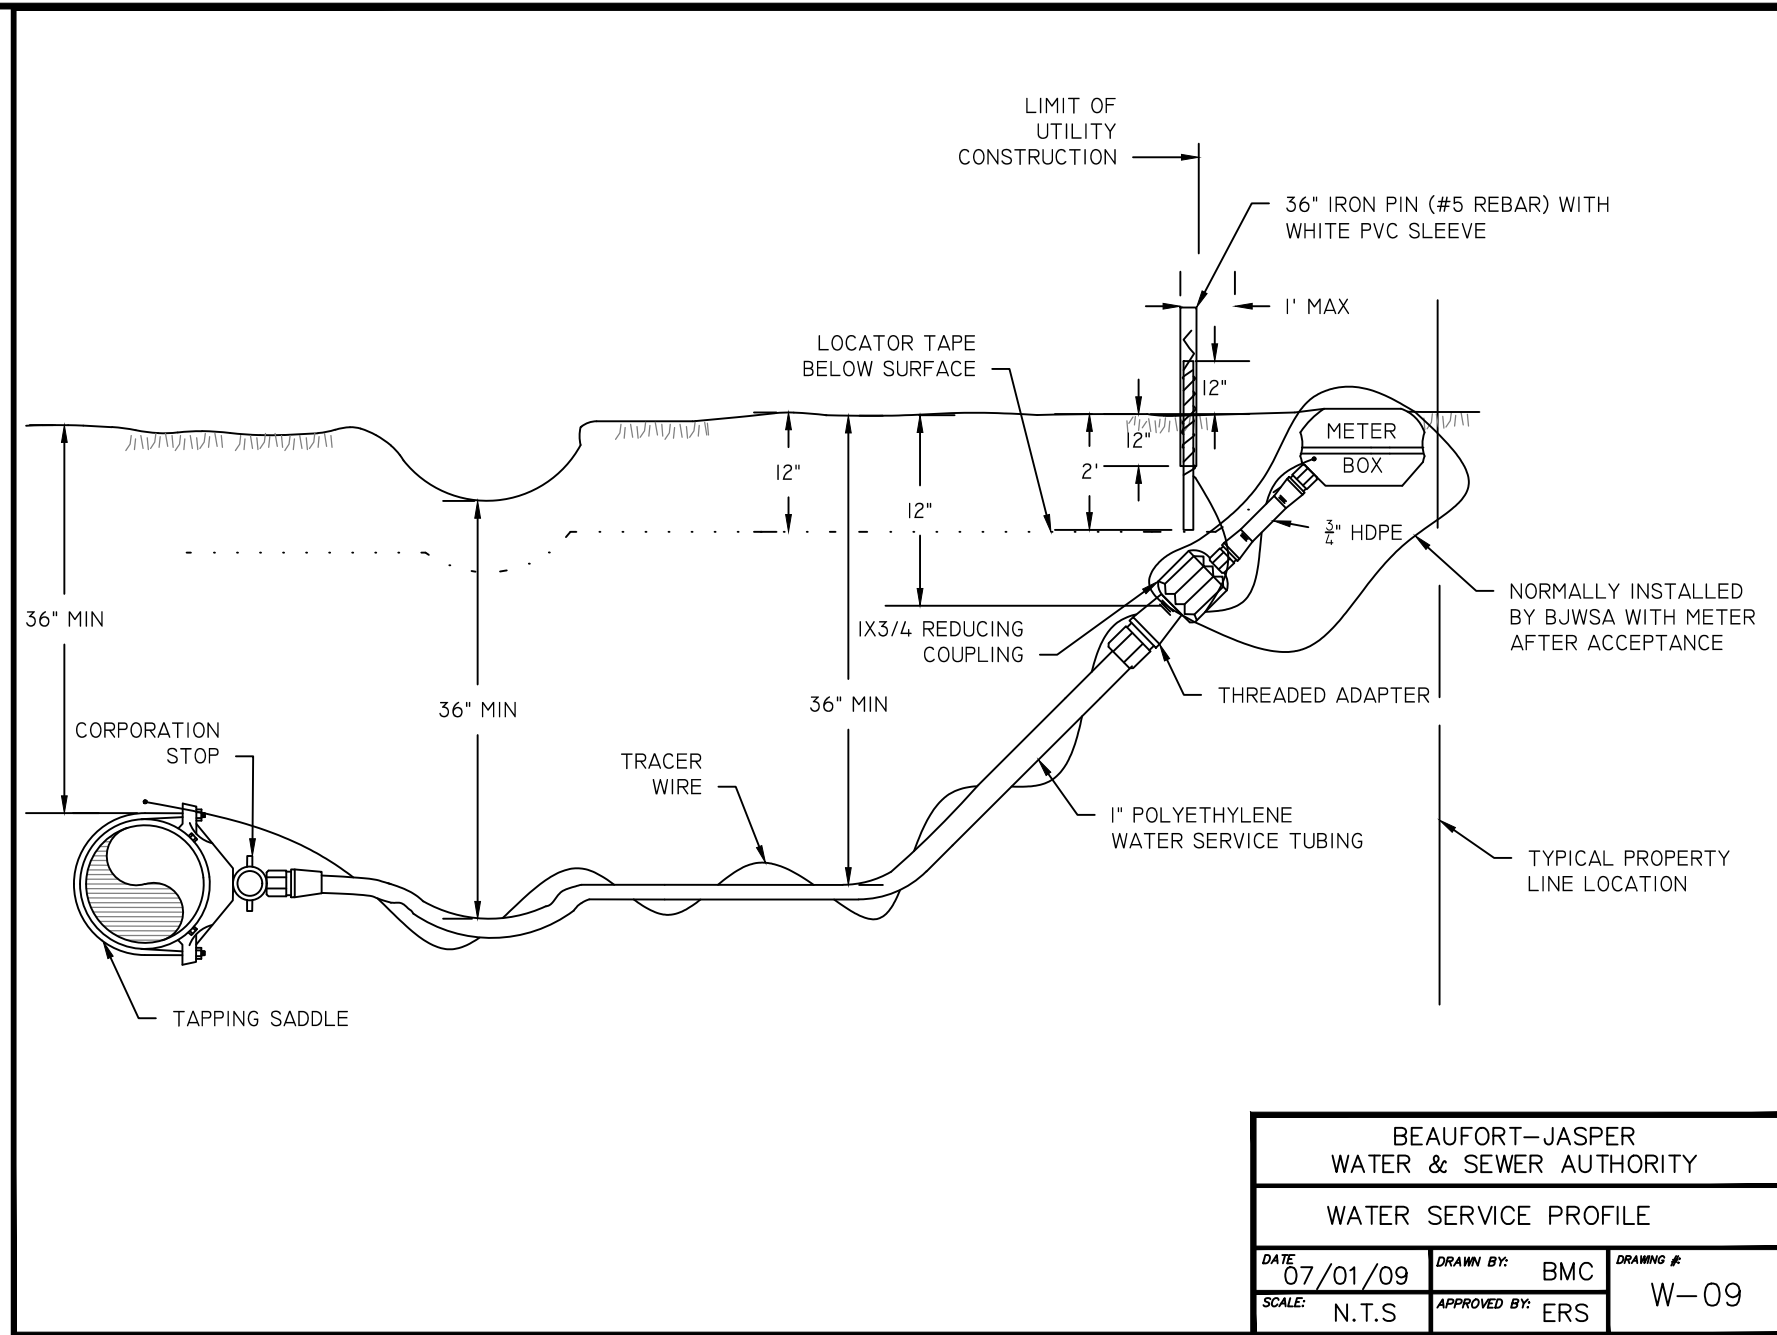 LIMIT OF
UTILITY
CONSTRUCTION
36" IRON PIN (#5 REBAR) WITH
WHITE PVC SLEEVE
1' MAX
LOCATOR TAPE
BELOW SURFACE
12"
METER
BOX
12"
12"
2'
12"
3/4" HDPE
36" MIN
NORMALLY INSTALLED
BY BJWSA WITH METER
AFTER ACCEPTANCE
1X3/4 REDUCING
COUPLING
THREADED ADAPTER
36" MIN
36" MIN
CORPORATION
STOP
TRACER
WIRE
1" POLYETHYLENE
WATER SERVICE TUBING
TYPICAL PROPERTY
LINE LOCATION
TAPPING SADDLE
BEAUFORT-JASPER
WATER & SEWER AUTHORITY
WATER SERVICE PROFILE
DATE 07/01/09
DRAWN BY: BMC
DRAWING #:
W-09
SCALE: N.T.S
APPROVED BY: ERS